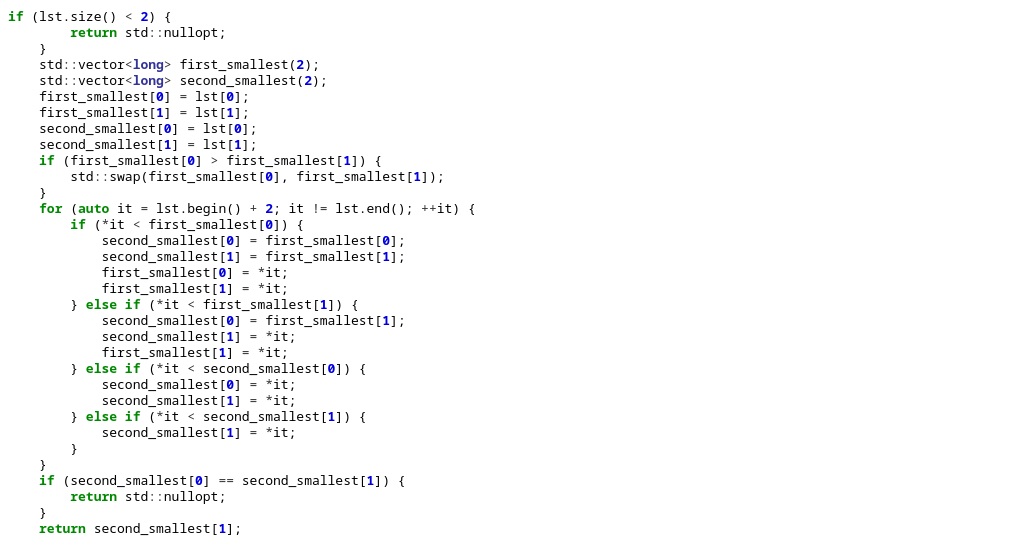 if (lst.size() < 2) {
        return std::nullopt;
    }
    std::vector<long> first_smallest(2);
    std::vector<long> second_smallest(2);
    first_smallest[0] = lst[0];
    first_smallest[1] = lst[1];
    second_smallest[0] = lst[0];
    second_smallest[1] = lst[1];
    if (first_smallest[0] > first_smallest[1]) {
        std::swap(first_smallest[0], first_smallest[1]);
    }
    for (auto it = lst.begin() + 2; it != lst.end(); ++it) {
        if (*it < first_smallest[0]) {
            second_smallest[0] = first_smallest[0];
            second_smallest[1] = first_smallest[1];
            first_smallest[0] = *it;
            first_smallest[1] = *it;
        } else if (*it < first_smallest[1]) {
            second_smallest[0] = first_smallest[1];
            second_smallest[1] = *it;
            first_smallest[1] = *it;
        } else if (*it < second_smallest[0]) {
            second_smallest[0] = *it;
            second_smallest[1] = *it;
        } else if (*it < second_smallest[1]) {
            second_smallest[1] = *it;
        }
    }
    if (second_smallest[0] == second_smallest[1]) {
        return std::nullopt;
    }
    return second_smallest[1];